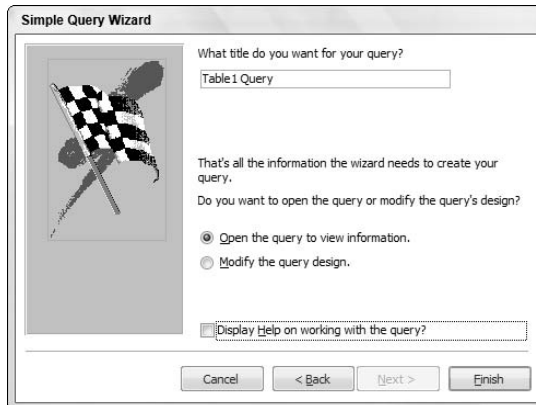 Simple Query Wizard
What title do you want for your query?
Table1 Query
That's all the information the wizard needs to create your
query.
Do you want to open the query or modify the query's design?
Open the query to view information.
Modify the query design.
Display Help on working with the query?
Cancel
< Back
Next >
Finish